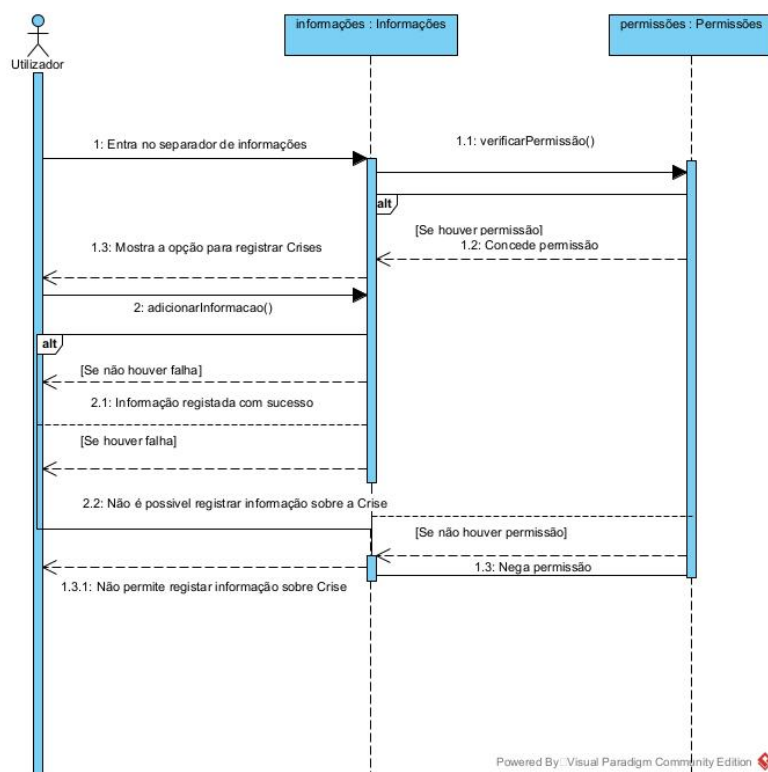 informações : Informações
permissões : Permissões
Utilizador
1: Entra no separador de informações
1.1: verificarPermissão()
alt
[Se houver permissão]
1.2: Concede permissão
1.3: Mostra a opção para registrar Crises
2: adicionarInformacao()
alt
[Se não houver falha]
2.1: Informação registada com sucesso
[Se houver falha]
2.2: Não é possivel registrar informação sobre a Crise
[Se não houver permissão]
1.3: Nega permissão
1.3.1: Não permite registar informação sobre Crise
Powered By Visual Paradigm Community Edition